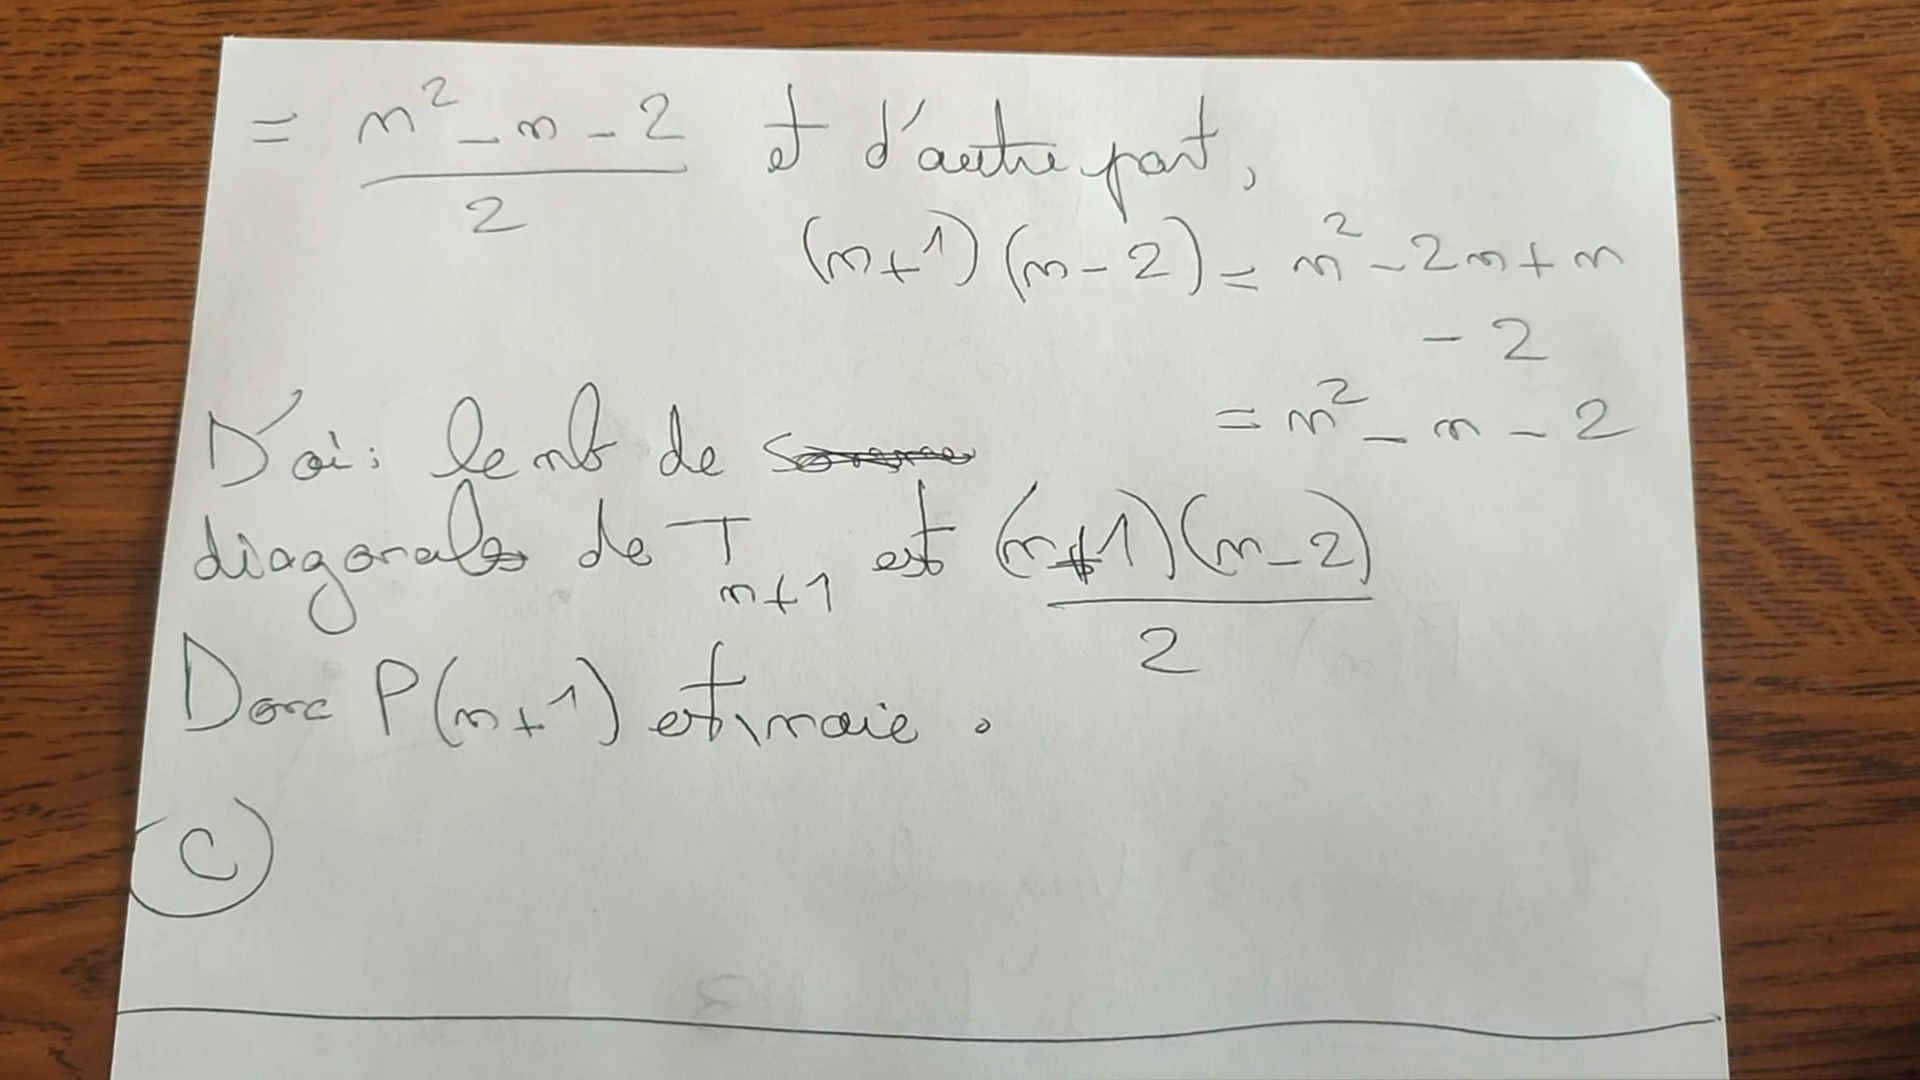 = n² - n - 2 / 2 et d'autre part,
(n+1)(n-2) = n² - 2n + n
- 2
= n² - n - 2
D'où: le nb de
diagonales de T n+1 est (n+1)(n-2) / 2
Donc P(n+1) est vraie.
C